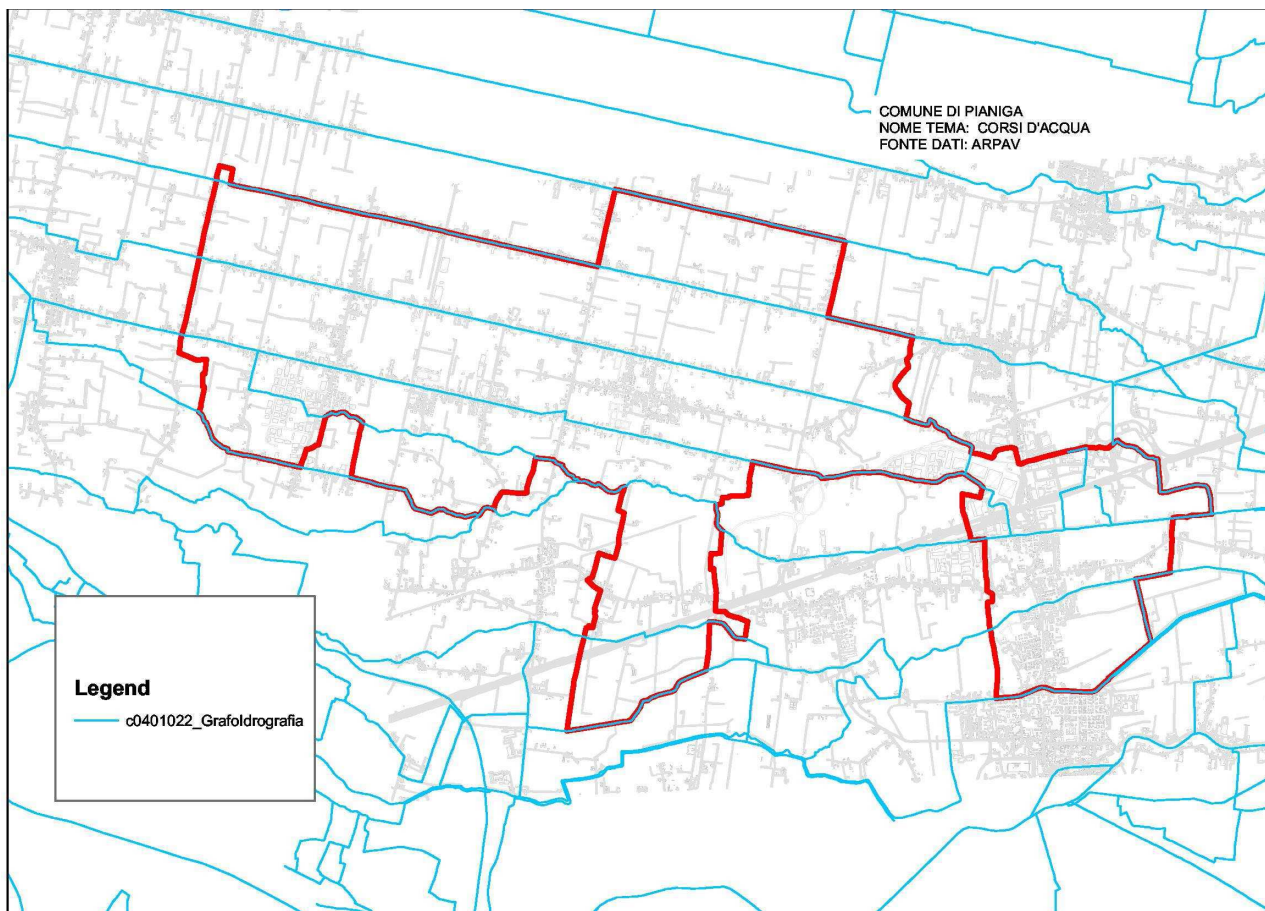 COMUNE DI PIANIGA
NOME TEMA: CORSI D'ACQUA
FONTE DATI: ARPAV
Legend
c0401022_GrafoIdrografia